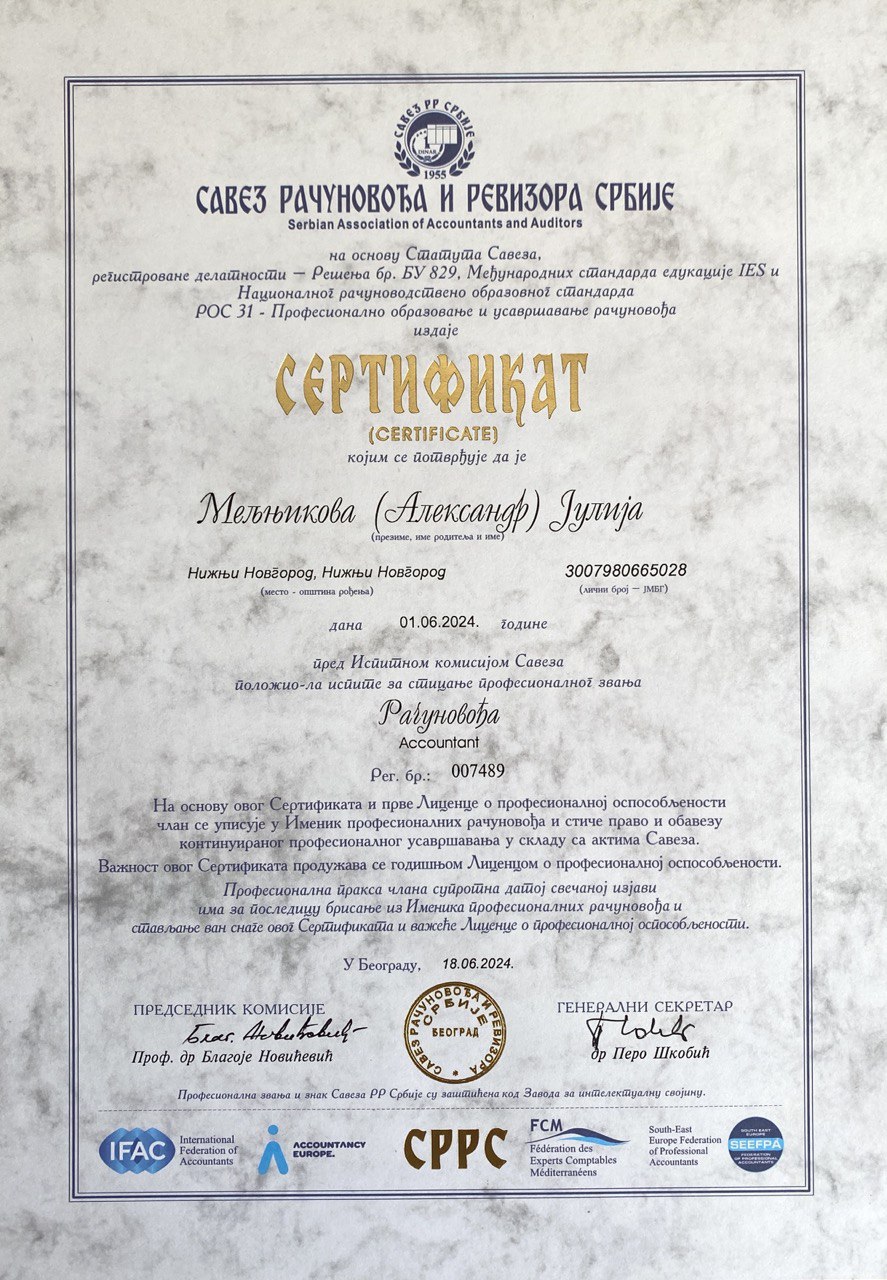 САВЕЗ РР СРБИЈЕ
1 DINAR
1955
САВЕЗ РАЧУНОВОЂА И РЕВИЗОРА СРБИЈЕ
Serbian Association of Accountants and Auditors
на основу Статута Савеза,
регистроване делатности – Решења бр. БУ 829, Међународних стандарда едукације IES и
Националног рачуноводствено образовног стандарда
РОС 31 - Професионално образовање и усавршавање рачуновођа
издаје
СЕРТИФИКАТ
(CERTIFICATE)
којим се потврђује да је
Мељникова (Александр) Јулија
(презиме, име родитеља и име)
Нижњи Новгород, Нижњи Новгород 3007980665028
(место - општина рођења) (лични број – ЈМБГ)
дана 01.06.2024. године
пред Испитном комисијом Савеза
положио-ла испите за стицање професионалног звања
Рачуновођа
Accountant
Рег. бр.: 007489
На основу овог Сертификата и прве Лиценце о професионалној оспособљености
члан се уписује у Именик професионалних рачуновођа и стиче право и обавезу
континуираног професионалног усавршавања у складу са актима Савеза.
Важност овог Сертификата продужава се годишњом Лиценцом о професионалној оспособљености.
Професионална пракса члана супротна датој свечаној изјави
има за последицу брисање из Именика професионалних рачуновођа и
стављање ван снаге овог Сертификата и важеће Лиценце о професионалној оспособљености.
У Београду, 18.06.2024.
ПРЕДСЕДНИК КОМИСИЈЕ ГЕНЕРАЛНИ СЕКРЕТАР
Проф. др Благоје Новићевић др Перо Шкобић
САВЕЗ РАЧУНОВОЂА И РЕВИЗОРА
СРБИЈЕ
БЕОГРАД
Професионална звања и знак Савеза РР Србије су заштићена код Завода за интелектуалну својину.
IFAC
International
Federation of
Accountants
ACCOUNTANCY
EUROPE.
СРРС
FCM
Fédération des
Experts Comptables
Méditerranéens
South-East
Europe Federation
of Professional
Accountants
SOUTH EAST
EUROPE
SEEFPA
FEDERATION
OF PROFESSIONAL
ACCOUNTANTS